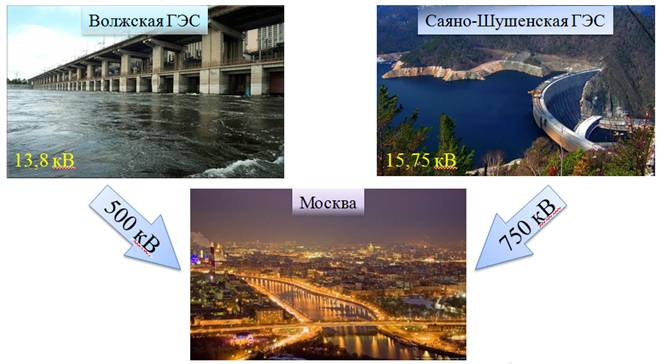 Волжская ГЭС
Саяно-Шушенская ГЭС
13,8 кВ
15,75 кВ
Москва
500 кВ
750 кВ